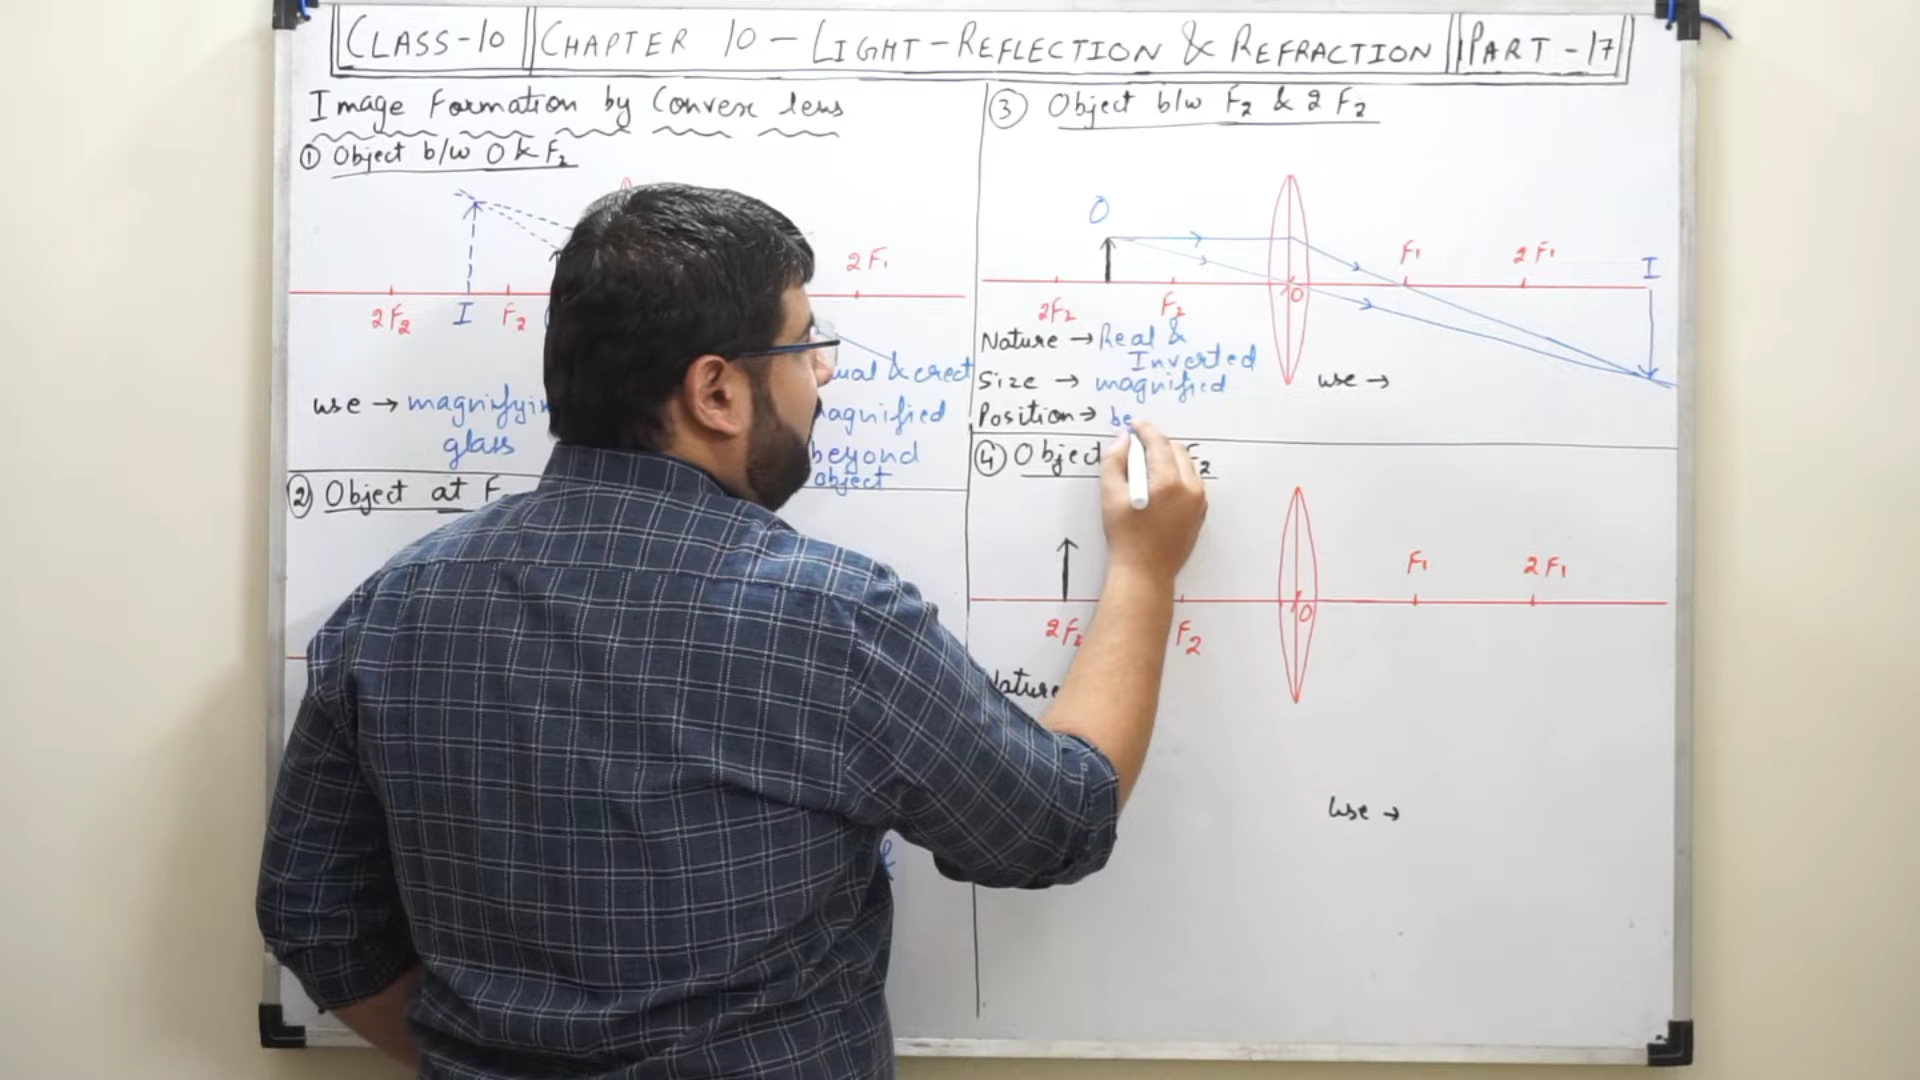 CLASS-10 CHAPTER 10 - LIGHT-REFLECTION & REFRACTION PART-17
Image Formation by Convex lens
① Object b/w O & F₂
2F₁
2F₂ I F₂
use → magnifyin
glass
ual & erect
agnified
beyond
object
② Object at F
&
③ Object b/w F₂ & 2F₂
O
F₁ 2F₁ I
2F₂ F₂ O
Nature → Real &
Inverted
Size → magnified
use →
Position → be
④ Object F₂
F₁ 2F₁
2F₂ F₂ O
Nature
use →